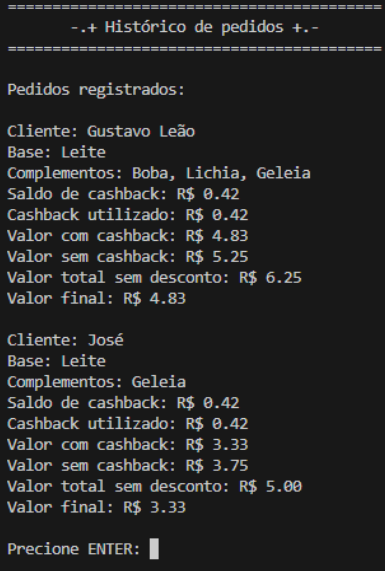 ==========================================
-.+ Histórico de pedidos +.-
==========================================
Pedidos registrados:
Cliente: Gustavo Leão
Base: Leite
Complementos: Boba, Lichia, Geleia
Saldo de cashback: R$ 0.42
Cashback utilizado: R$ 0.42
Valor com cashback: R$ 4.83
Valor sem cashback: R$ 5.25
Valor total sem desconto: R$ 6.25
Valor final: R$ 4.83
Cliente: José
Base: Leite
Complementos: Geleia
Saldo de cashback: R$ 0.42
Cashback utilizado: R$ 0.42
Valor com cashback: R$ 3.33
Valor sem cashback: R$ 3.75
Valor total sem desconto: R$ 5.00
Valor final: R$ 3.33
Precione ENTER: